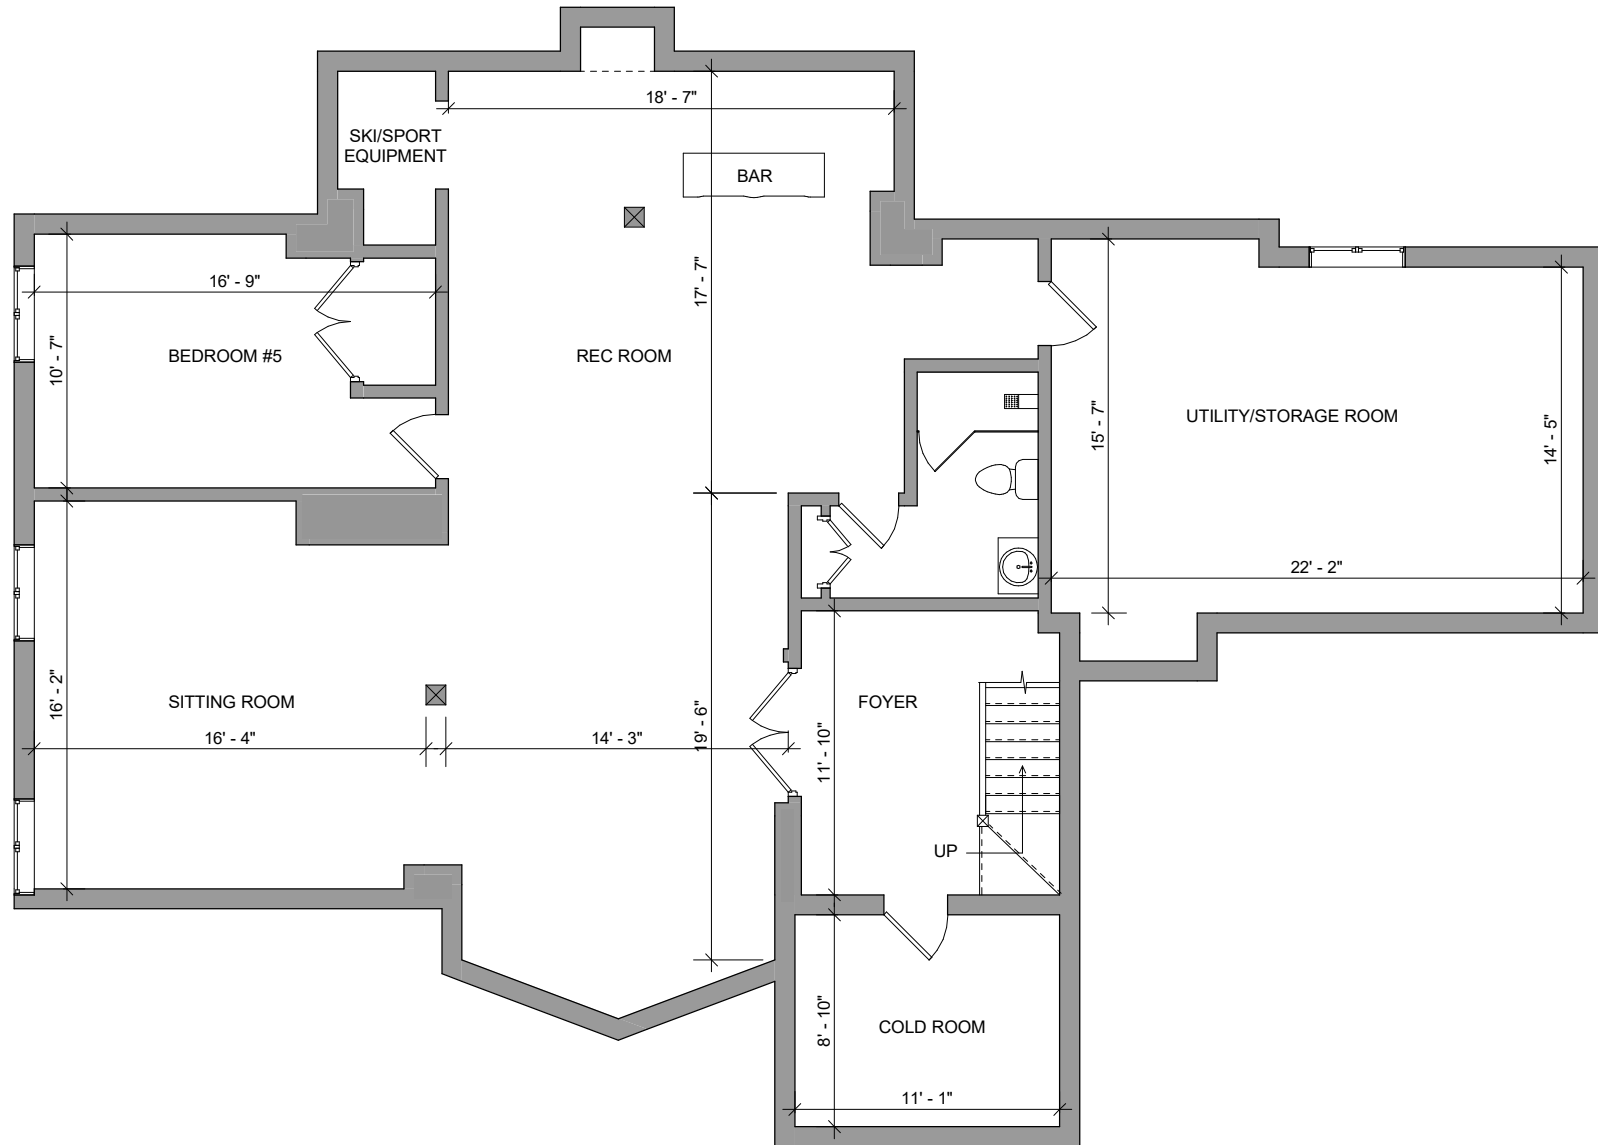 18' - 7"
SKI/SPORT
EQUIPMENT
BAR
16' - 9"
17' - 7"
10' - 7"
BEDROOM #5
REC ROOM
15' - 7"
UTILITY/STORAGE ROOM
14' - 5"
22' - 2"
16' - 2"
SITTING ROOM
16' - 4"
14' - 3"
19' - 6"
FOYER
11' - 10"
UP
8' - 10"
COLD ROOM
11' - 1"